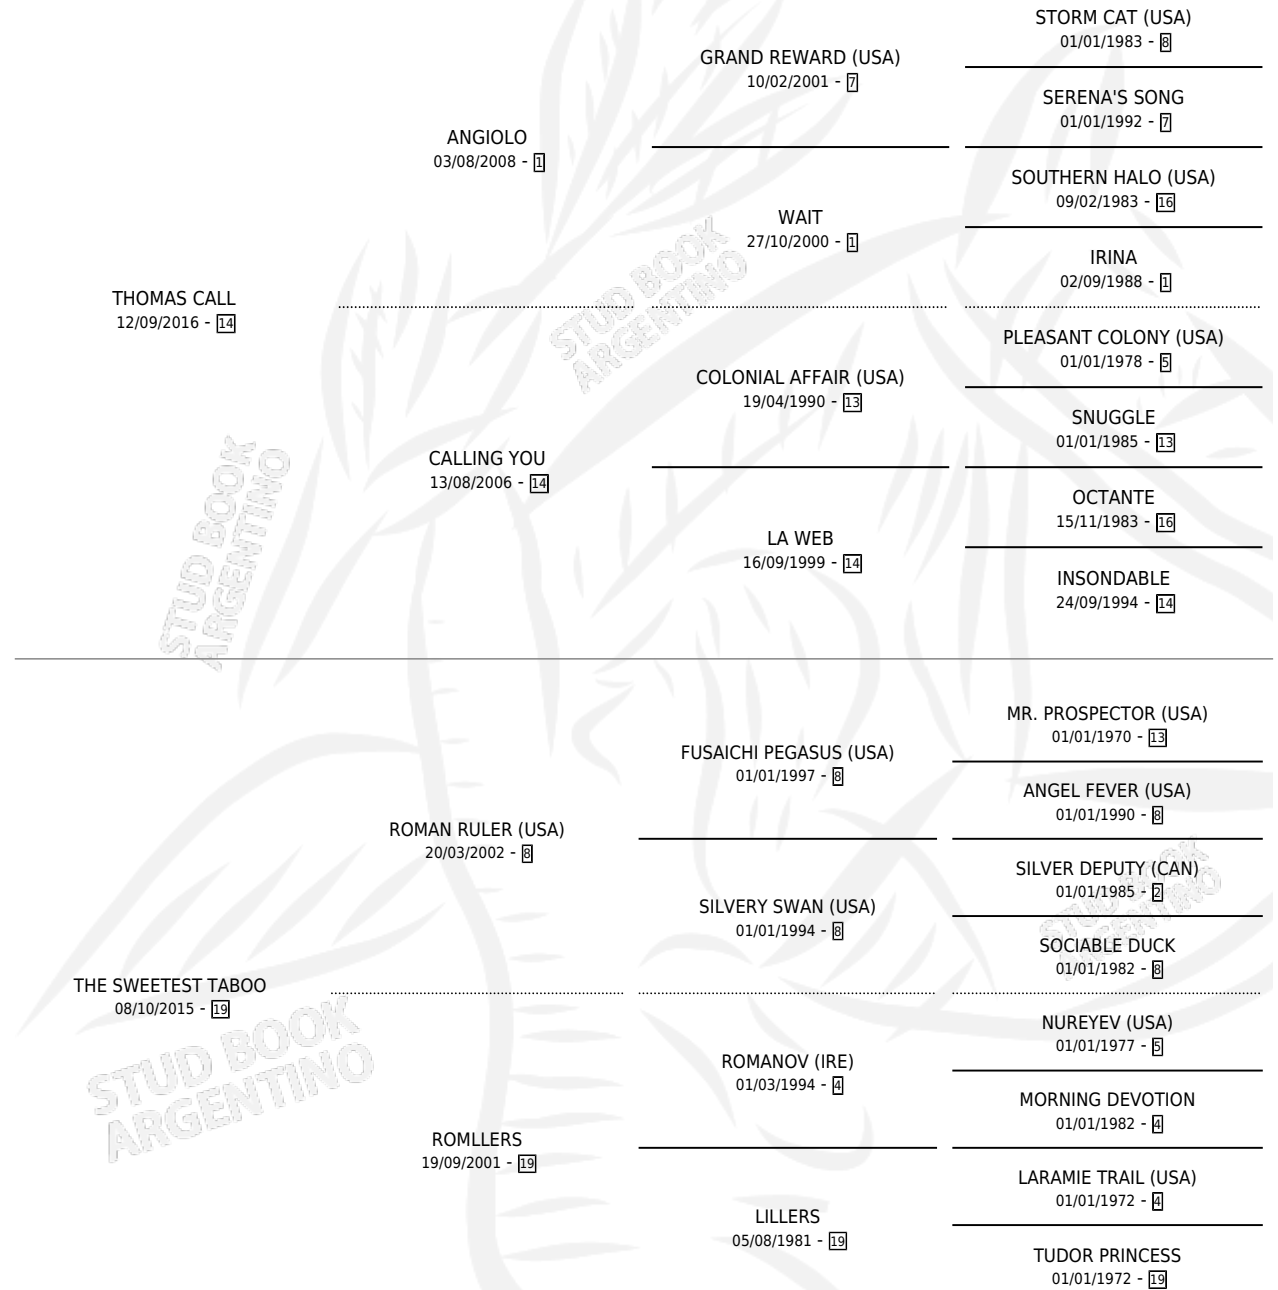 STORM CAT (USA)
01/01/1983 - 8
GRAND REWARD (USA)
10/02/2001 - 7
SERENA'S SONG
01/01/1992 - 7
ANGIOLO
03/08/2008 - 1
SOUTHERN HALO (USA)
09/02/1983 - 16
WAIT
27/10/2000 - 1
IRINA
02/09/1988 - 1
THOMAS CALL
12/09/2016 - 14
PLEASANT COLONY (USA)
01/01/1978 - 5
COLONIAL AFFAIR (USA)
19/04/1990 - 13
SNUGGLE
01/01/1985 - 13
CALLING YOU
13/08/2006 - 14
OCTANTE
15/11/1983 - 16
LA WEB
16/09/1999 - 14
INSONDABLE
24/09/1994 - 14
MR. PROSPECTOR (USA)
01/01/1970 - 13
FUSAICHI PEGASUS (USA)
01/01/1997 - 8
ANGEL FEVER (USA)
01/01/1990 - 8
ROMAN RULER (USA)
20/03/2002 - 8
SILVER DEPUTY (CAN)
01/01/1985 - 2
SILVERY SWAN (USA)
01/01/1994 - 8
SOCIABLE DUCK
01/01/1982 - 8
THE SWEETEST TABOO
08/10/2015 - 19
NUREYEV (USA)
01/01/1977 - 5
ROMANOV (IRE)
01/03/1994 - 4
MORNING DEVOTION
01/01/1982 - 4
ROMLLERS
19/09/2001 - 19
LARAMIE TRAIL (USA)
01/01/1972 - 4
LILLERS
05/08/1981 - 19
TUDOR PRINCESS
01/01/1972 - 19
STUD BOOK
ARGENTINO
STUD BOOK
ARGENTINO
STUD BOOK
ARGENTINO
STUD BOOK
ARGENTINO